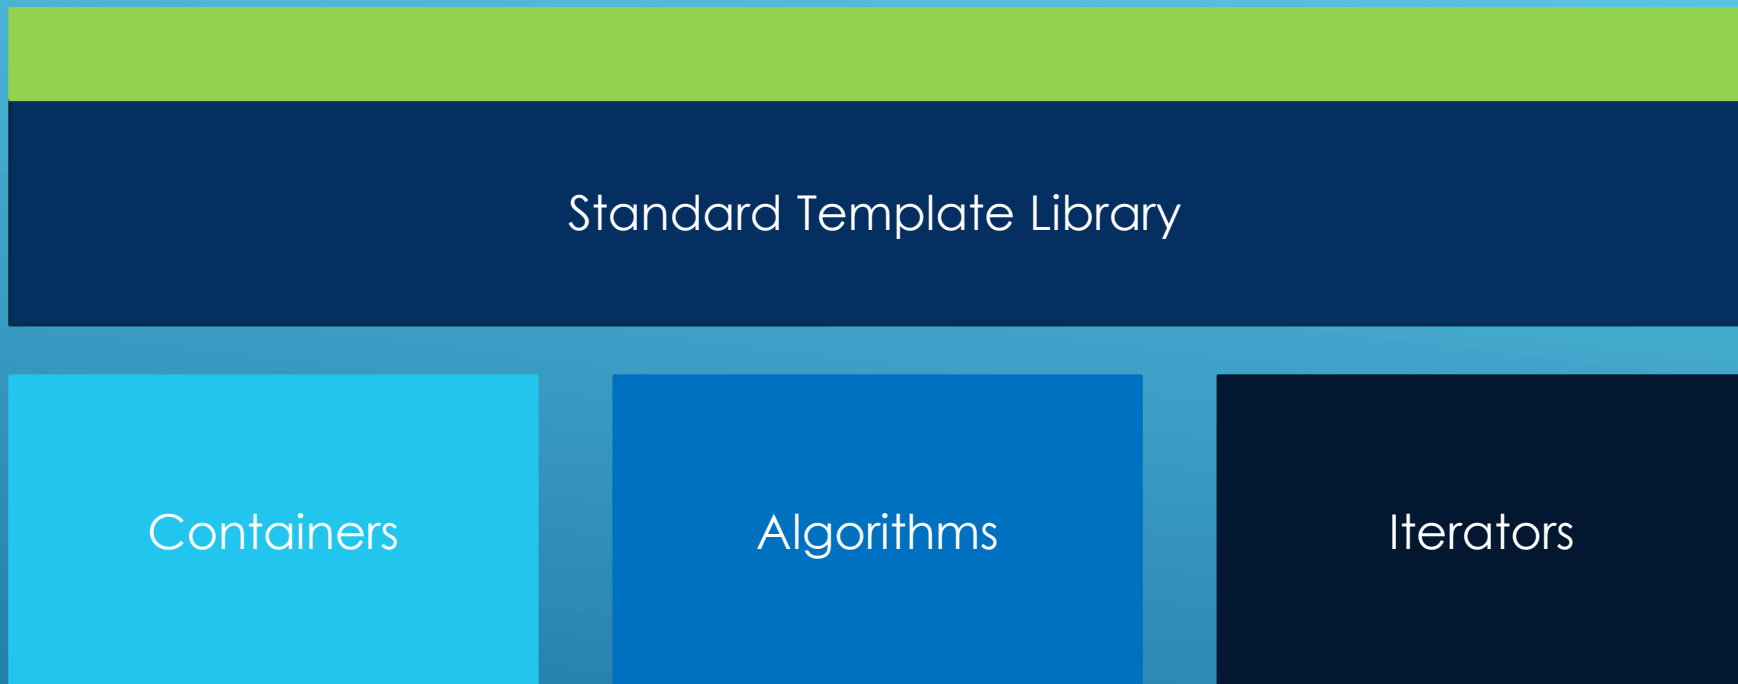 Standard Template Library
Containers
Algorithms
Iterators